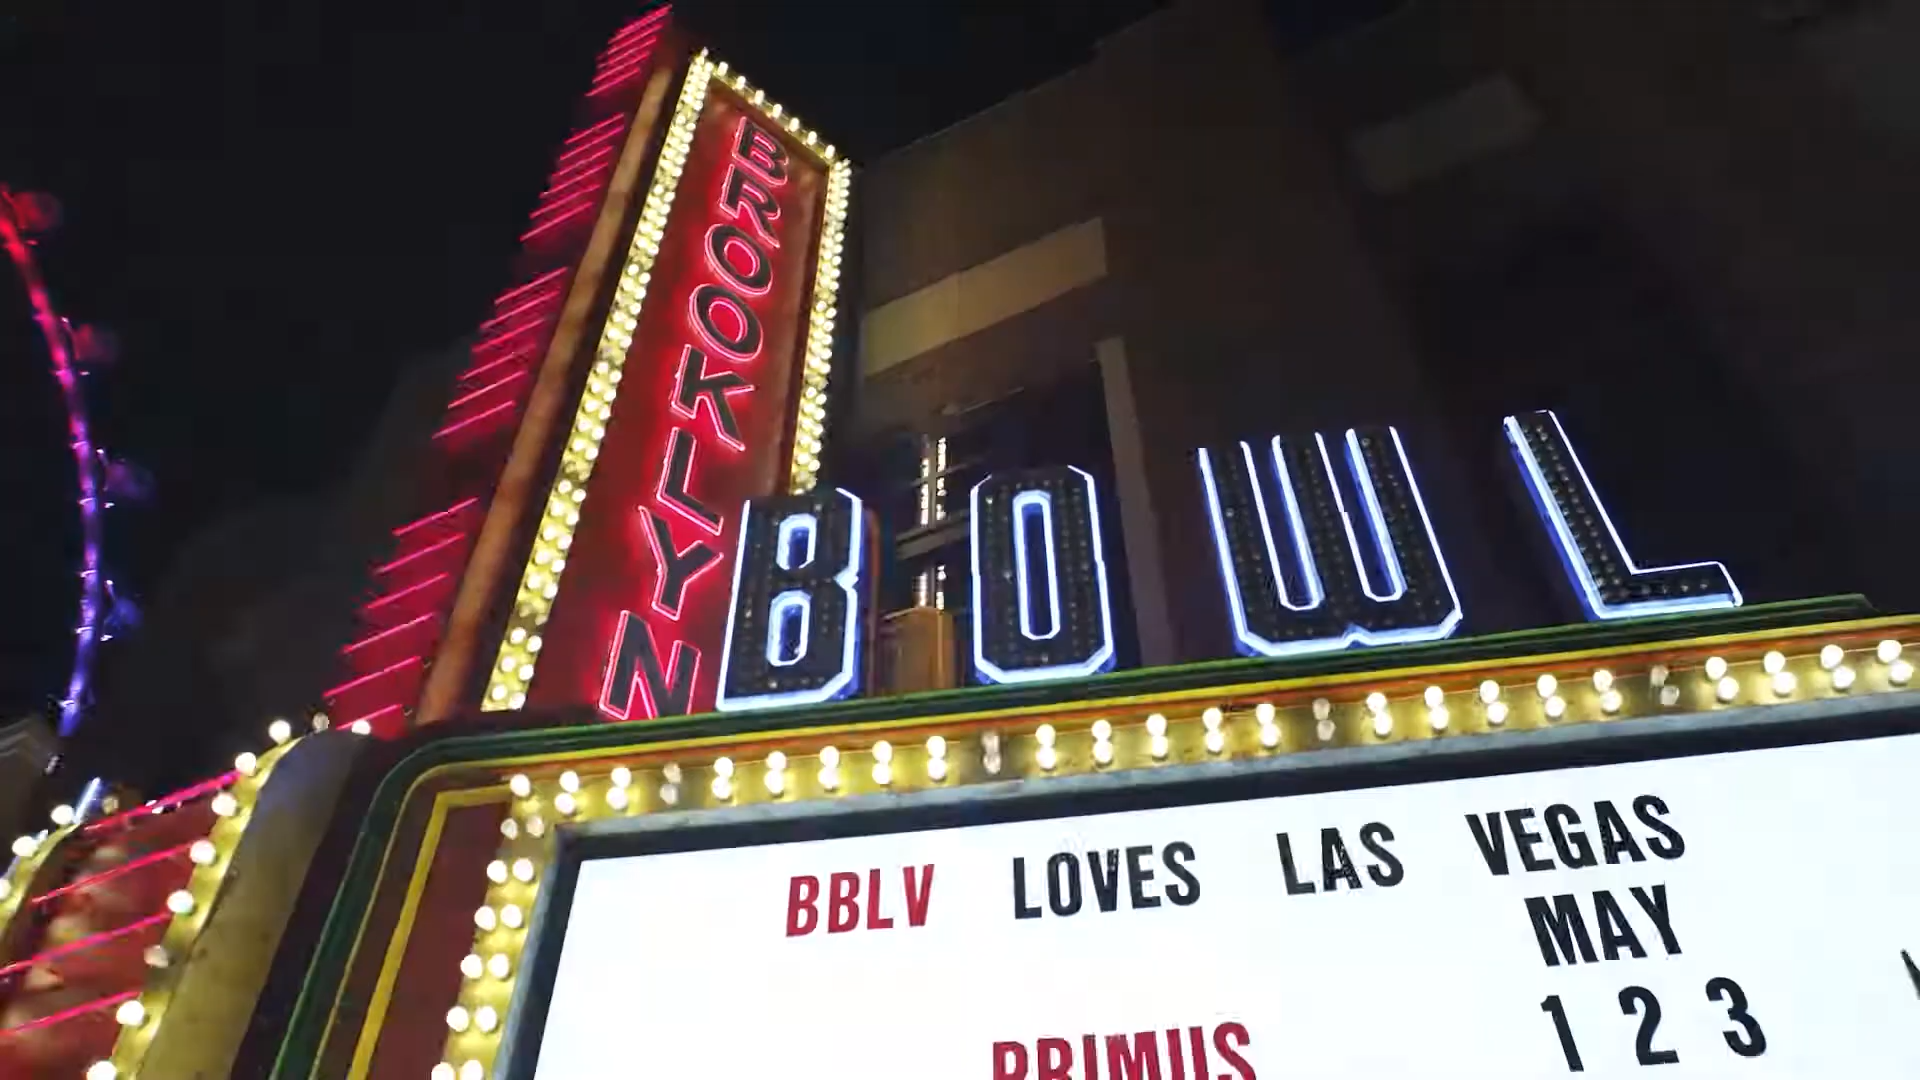 BROOKLYN
BOWL
BBLV LOVES LAS VEGAS
MAY
PRIMUS 1 2 3